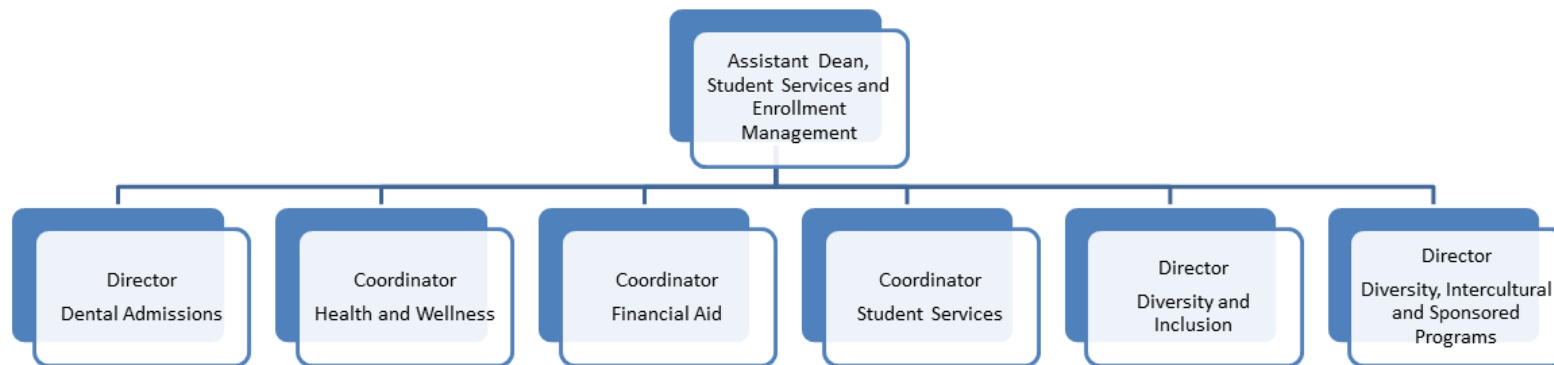 Assistant Dean,
Student Services and
Enrollment
Management
Director
Dental Admissions
Coordinator
Health and Wellness
Coordinator
Financial Aid
Coordinator
Student Services
Director
Diversity and
Inclusion
Director
Diversity, Intercultural
and Sponsored
Programs